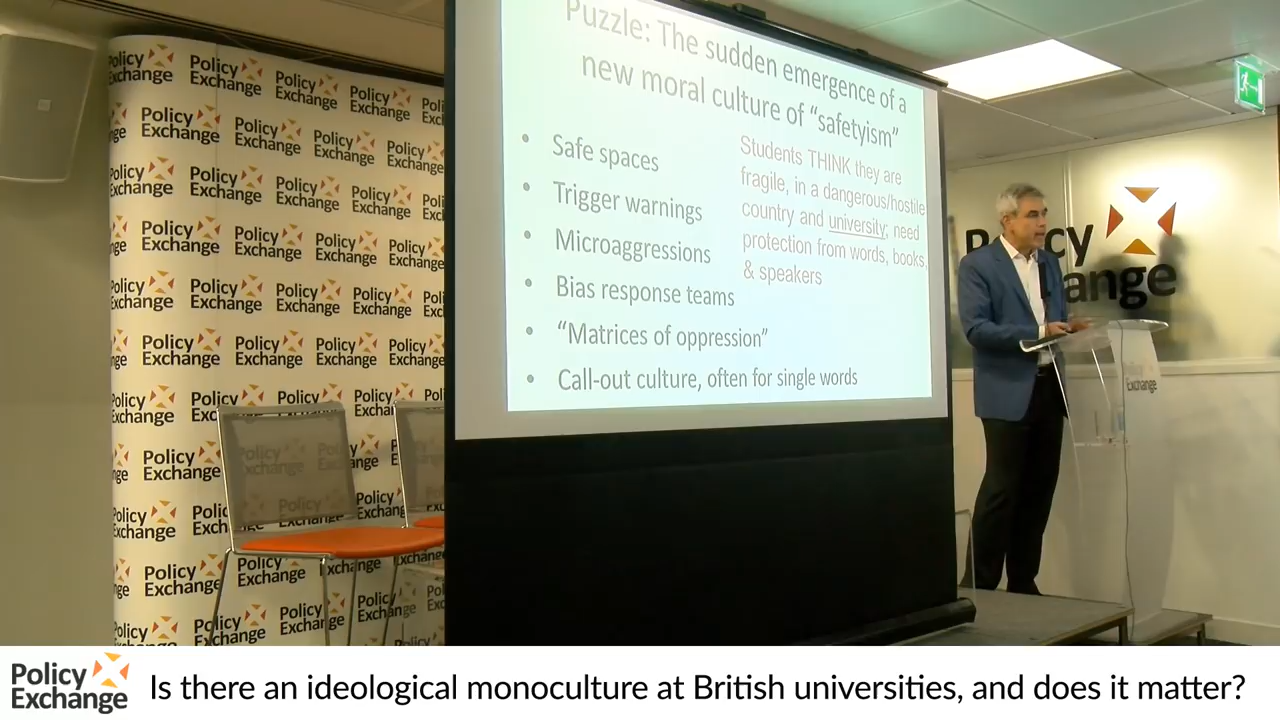 Puzzle: The sudden emergence of a
new moral culture of “safetyism”
• Safe spaces
• Trigger warnings
• Microaggressions
• Bias response teams
• “Matrices of oppression”
• Call-out culture, often for single words
Students THINK they are
fragile, in a dangerous/hostile
country and university; need
protection from words, books,
& speakers
Policy
Exchange
Policy
Exchange
Is there an ideological monoculture at British universities, and does it matter?